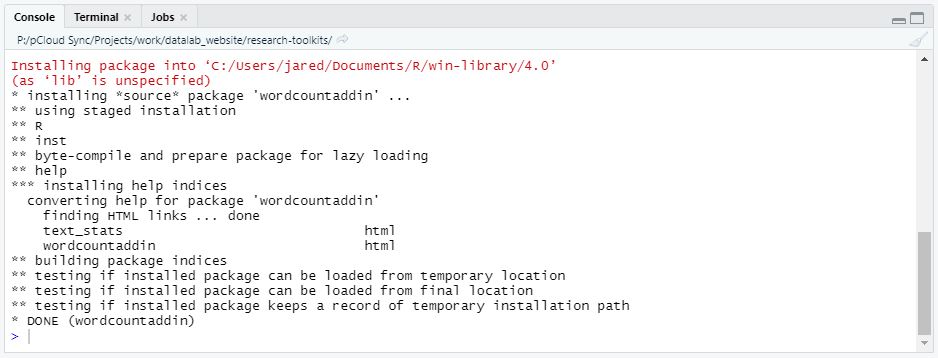 Console Terminal × Jobs ×
P:/pCloud Sync/Projects/work/datalab_website/research-toolkits/
Installing package into ‘C:/Users/jared/Documents/R/win-library/4.0’
(as ‘lib’ is unspecified)
* installing *source* package 'wordcountaddin' ...
** using staged installation
** R
** inst
** byte-compile and prepare package for lazy loading
** help
*** installing help indices
converting help for package 'wordcountaddin'
finding HTML links ... done
text_stats html
wordcountaddin html
** building package indices
** testing if installed package can be loaded from temporary location
** testing if installed package can be loaded from final location
** testing if installed package keeps a record of temporary installation path
* DONE (wordcountaddin)
>